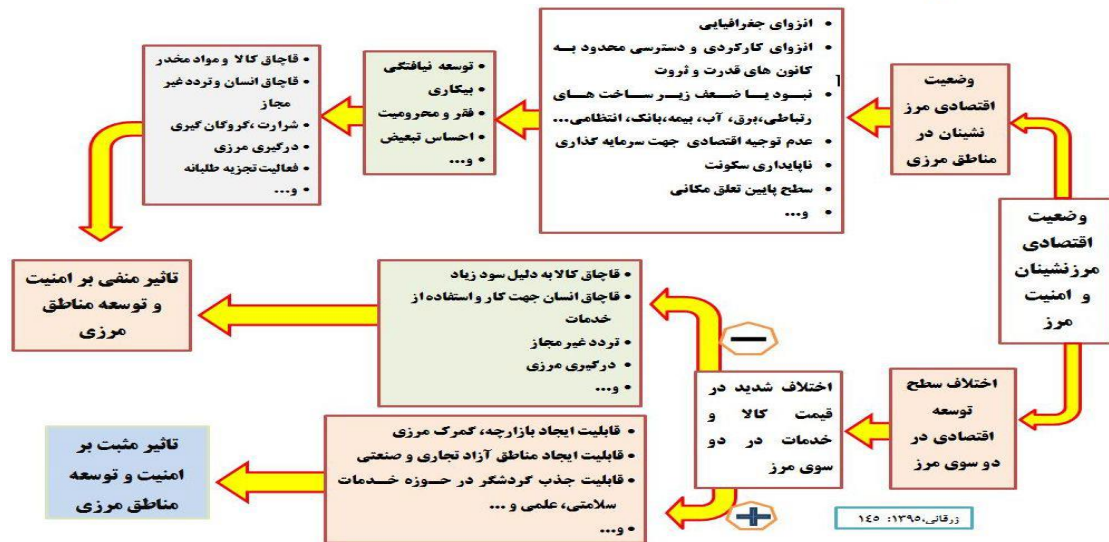 وضعیت
اقتصادی
مرزنشینان
و امنیت
مرز
وضعیت
اقتصادی مرز
نشینان در
مناطق مرزی
• انزوای جغرافیایی
• انزوای کارکردی و دسترسی محدود به
کانون های قدرت و ثروت
• نبود یا ضعف زیر ساخت های
رتباطی،برق، آب، بیمه،بانک، انتظامی...
• عدم توجیه اقتصادی جهت سرمایه گذاری
• ناپایداری سکونت
• سطح پایین تعلق مکانی
• و...
• توسعه نیافتگی
• بیکاری
• فقر و محرومیت
• احساس تبعیض
• و...
• قاچاق کالا و مواد مخدر
• قاچاق انسان و تردد غیر
مجاز
• شرارت ،گروگان گیری
• درگیری مرزی
• فعالیت تجزیه طلبانه
• و...
تاثیر منفی بر امنیت
و توسعه مناطق
مرزی
اختلاف سطح
توسعه
اقتصادی در
دو سوی مرز
اختلاف شدید در
قیمت کالا و
خدمات در دو
سوی مرز
• قاچاق کالا به دلیل سود زیاد
• قاچاق انسان جهت کار و استفاده از
خدمات
• تردد غیر مجاز
• درگیری مرزی
• و...
• قابلیت ایجاد بازارچه، گمرک مرزی
• قابلیت ایجاد مناطق آزاد تجاری و صنعتی
• قابلیت جذب گردشگر در حوزه خدمات
سلامتی، علمی و ...
• و...
تاثیر مثبت بر
امنیت و توسعه
مناطق مرزی
زرقانی،۱۳۹۵: ۱٤٥